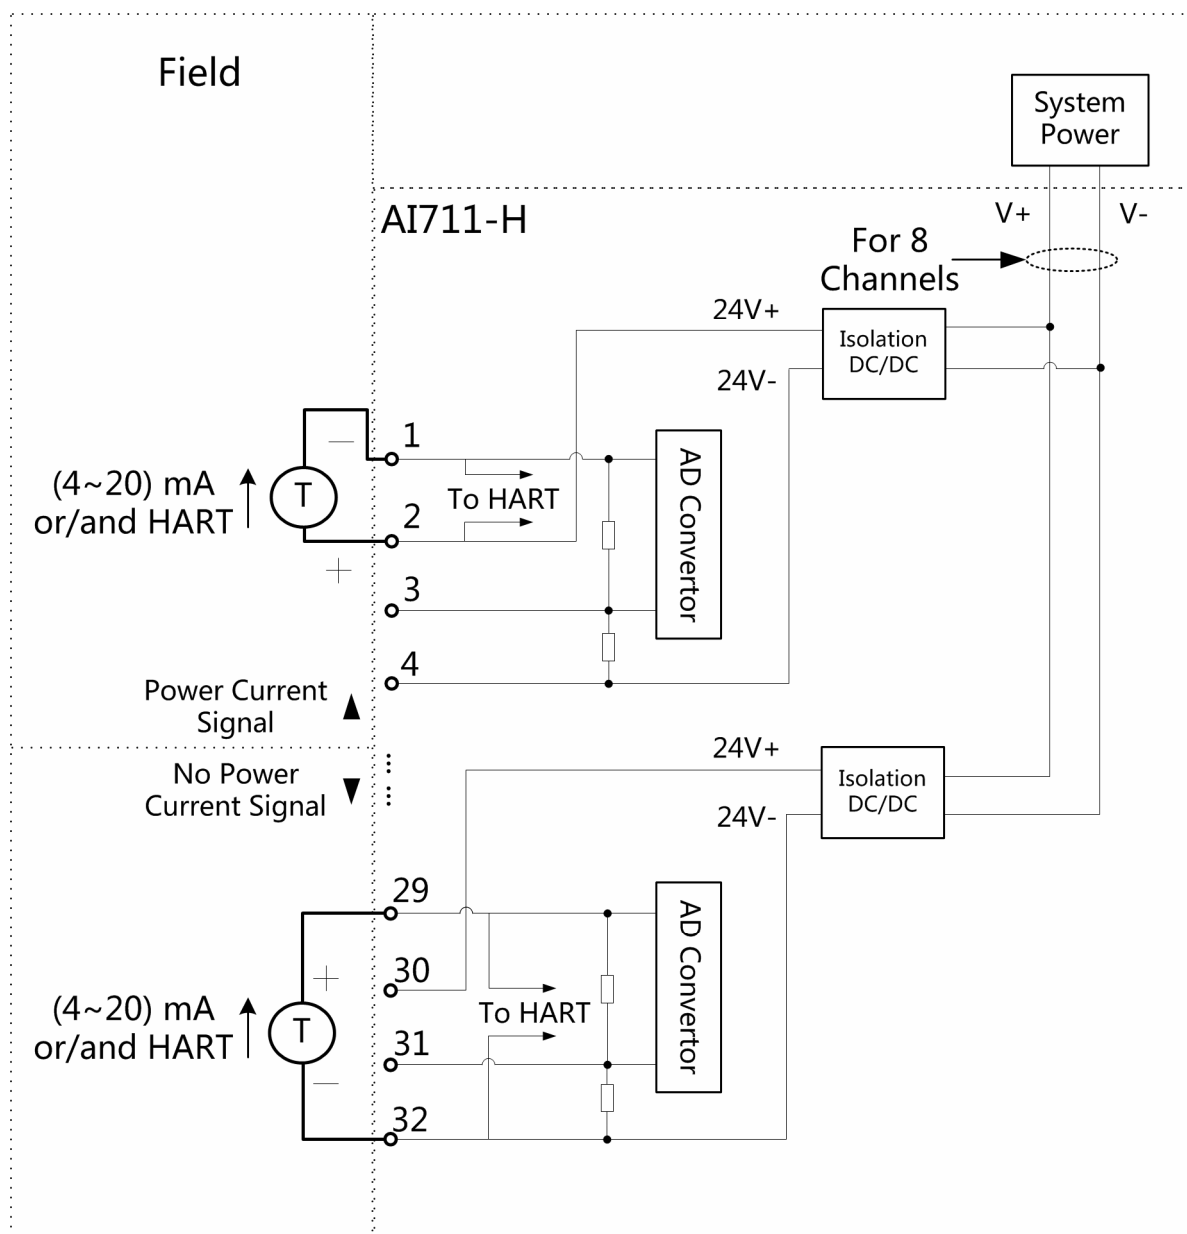 Field
System
Power
AI711-H
V+
V-
For 8
Channels
24V+
Isolation
DC/DC
24V-
1
AD Convertor
(4~20) mA
or/and HART
T
To HART
2
3
4
Power Current
Signal
No Power
Current Signal
24V+
Isolation
DC/DC
24V-
29
AD Convertor
30
(4~20) mA
or/and HART
T
To HART
31
32